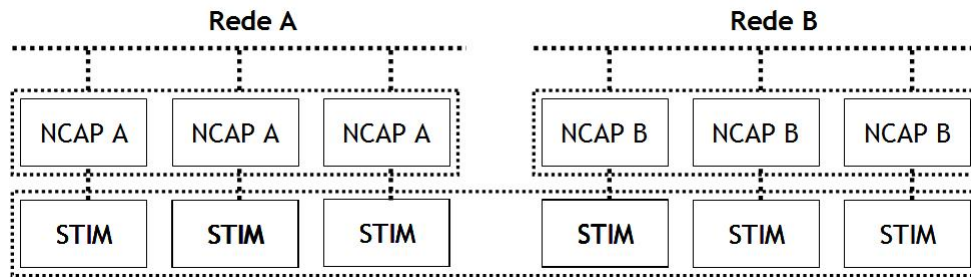 Rede A Rede B
NCAP A NCAP A NCAP A NCAP B NCAP B NCAP B
STIM STIM STIM STIM STIM STIM